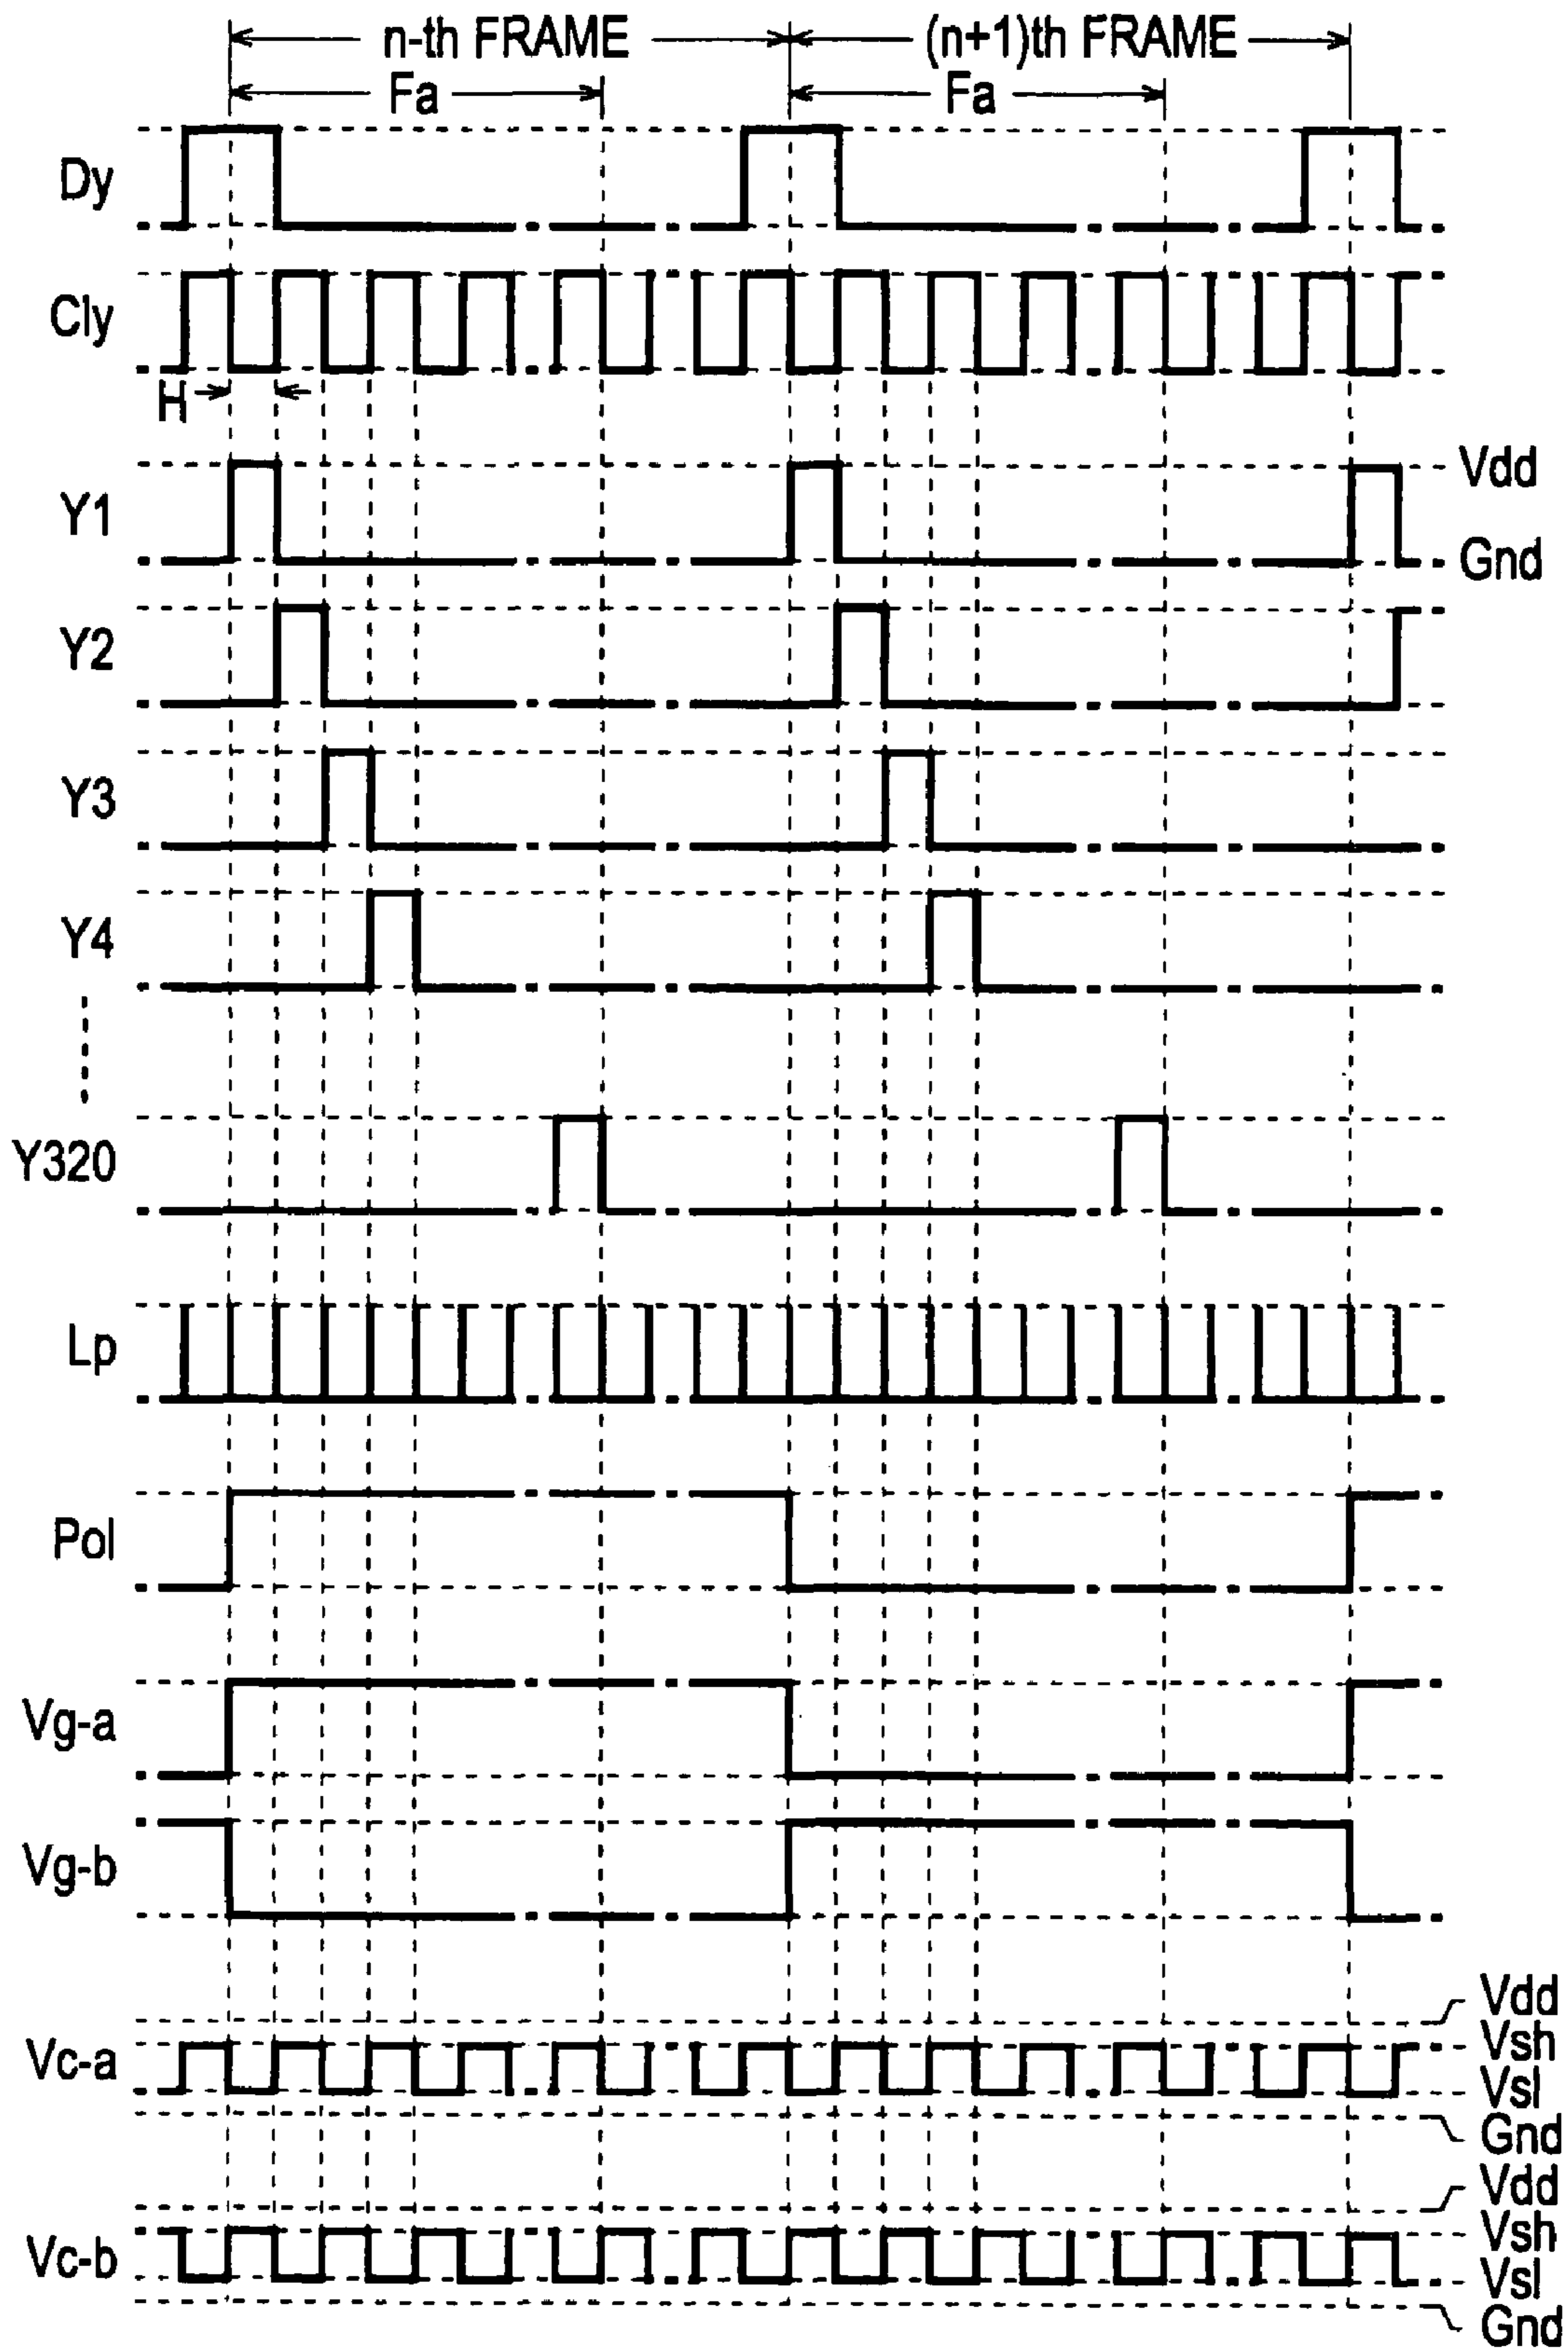 n-th FRAME (n+1)th FRAME
Fa Fa
Dy
Cly
H
Y1 Vdd
Gnd
Y2
Y3
Y4
Y320
Lp
Pol
Vg-a
Vg-b
Vdd
Vc-a Vsh
Vsl
Gnd
Vdd
Vc-b Vsh
Vsl
Gnd